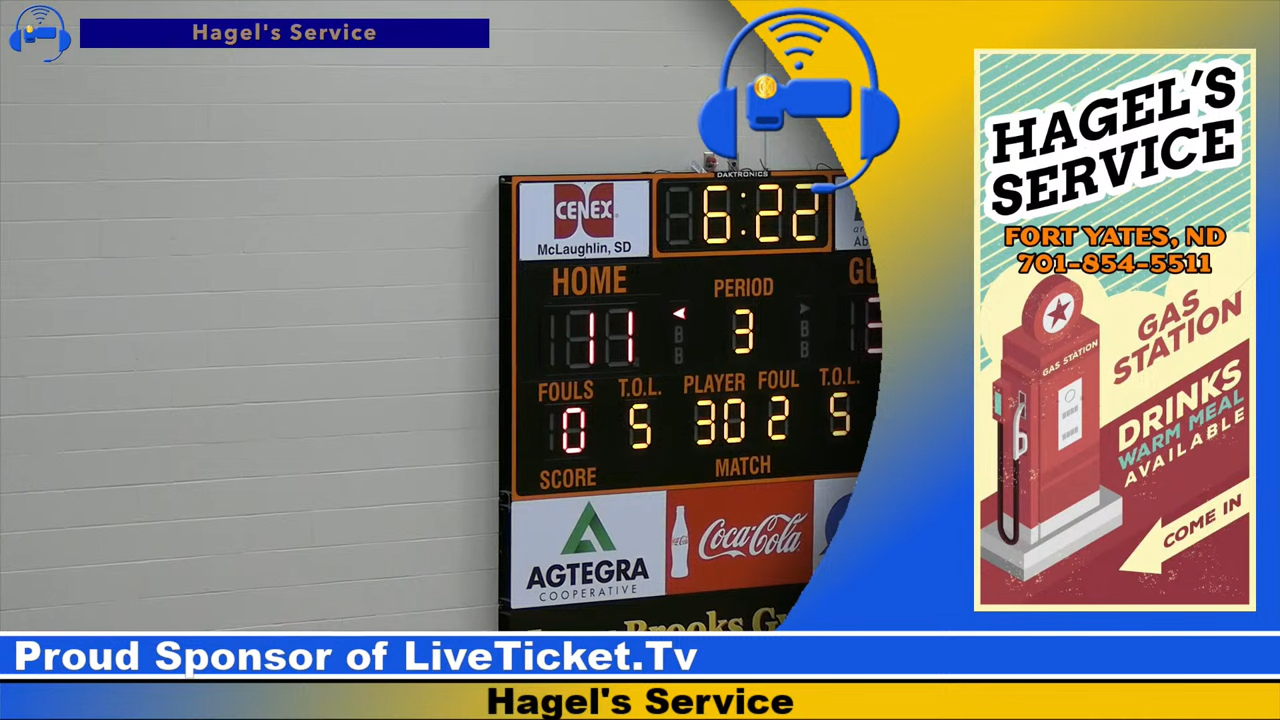 Hagel's Service
HAGEL'S
SERVICE
FORT YATES, ND
701-854-5511
GAS
STATION
GAS STATION
DRINKS
WARM MEAL
AVAILABLE
COME IN
DAKTRONICS
CENEX
McLaughlin, SD
6:22
HOME
PERIOD
11
3
FOULS T.O.L. PLAYER FOUL T.O.L.
0 5 30 2 5
SCORE
MATCH
AGTEGRA
COOPERATIVE
Coca-Cola
Proud Sponsor of LiveTicket.Tv
Hagel's Service